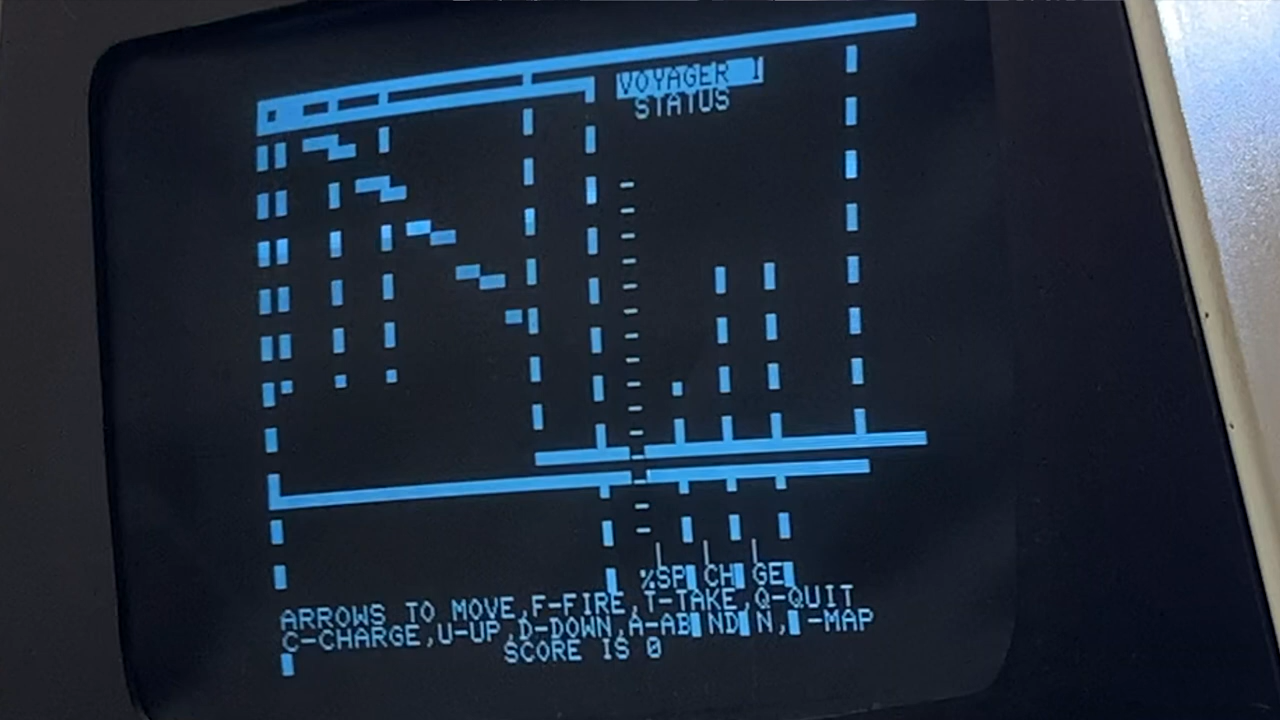 VOYAGER I
STATUS
%SP CH GE
ARROWS TO MOVE,F-FIRE,T-TAKE,Q-QUIT
C-CHARGE,U-UP,D-DOWN,A-AB ND N, -MAP
SCORE IS 0